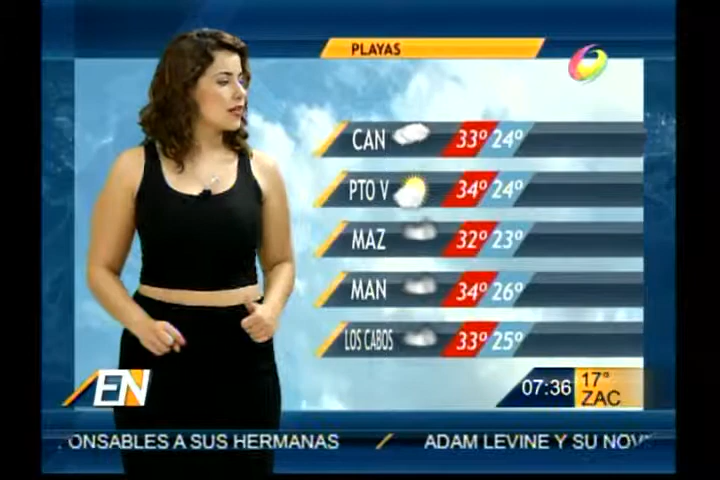 PLAYAS
CAN 33º 24º
PTO V 34º 24º
MAZ 32º 23º
MAN 34º 26º
LOS CABOS 33º 25º
EN
07:36 17°
ZAC
ONSABLES A SUS HERMANAS / ADAM LEVINE Y SU NOV